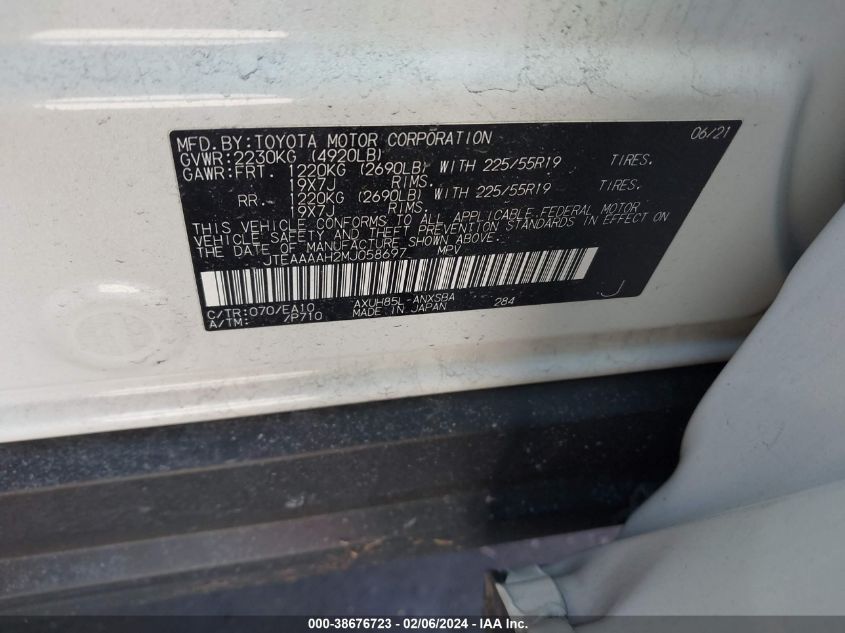 MFD.BY:TOYOTA MOTOR CORPORATION 06/21
GVWR:2230KG (4920LB)
GAWR:FRT. 1220KG (2690LB) WITH 225/55R19 TIRES.
19X7J RIMS.
RR. 1220KG (2690LB) WITH 225/55R19 TIRES.
19X7J RIMS.
THIS VEHICLE CONFORMS TO ALL APPLICABLE FEDERAL MOTOR
VEHICLE SAFETY AND THEFT PREVENTION STANDARDS IN EFFECT ON
THE DATE OF MANUFACTURE SHOWN ABOVE.
JTEAAAAH2MJ058697 MPV
C/TR:070/EA10 AXUH85L-ANXSBA 284 J
A/TM: /P710 MADE IN JAPAN
000-38676723 - 02/06/2024 - IAA Inc.